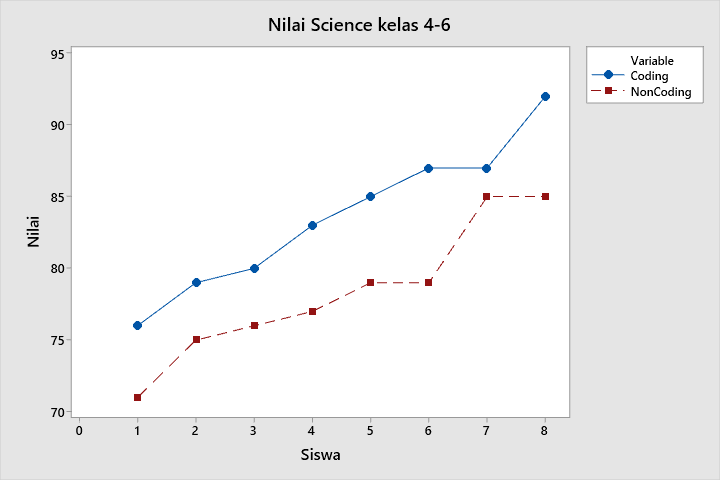 Nilai Science kelas 4-6
95
90
85
80
75
70
Nilai
0 1 2 3 4 5 6 7 8
Siswa
Variable
Coding
NonCoding